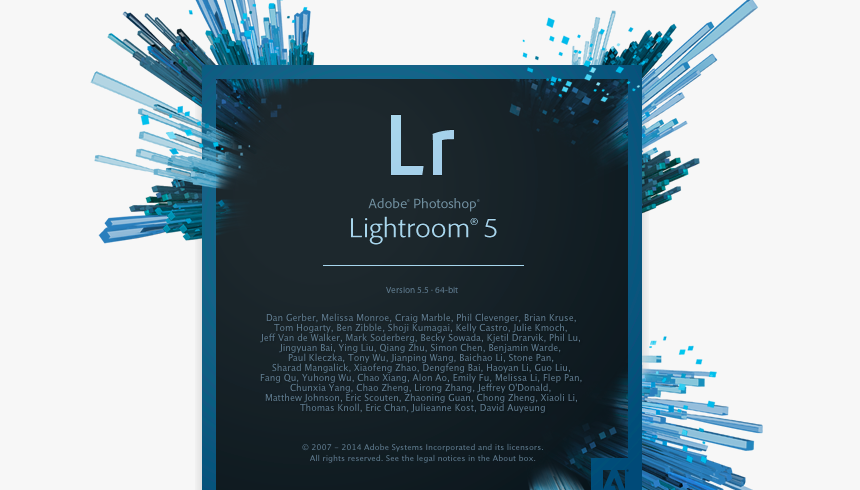 Lr
Adobe® Photoshop®
Lightroom® 5
Version 5.5 - 64-bit
Dan Gerber, Melissa Monroe, Craig Marble, Phil Clevenger, Brian Kruse,
Tom Hogarty, Ben Zibble, Shoji Kumagai, Kelly Castro, Julie Kmoch,
Jeff Van de Walker, Mark Soderberg, Becky Sowada, Kjetil Drarvik, Phil Lu,
Jingyuan Bai, Ying Liu, Qiang Zhu, Simon Chen, Benjamin Warde,
Paul Kleczka, Tony Wu, Jianping Wang, Baichao Li, Stone Pan,
Sharad Mangalick, Xiaofeng Zhao, Dengfeng Bai, Haoyan Li, Guo Liu,
Fang Qu, Yuhong Wu, Chao Xiang, Alon Ao, Emily Fu, Melissa Li, Flep Pan,
Chunxia Yang, Chao Zheng, Lirong Zhang, Jeffrey O'Donald,
Matthew Johnson, Eric Scouten, Zhaoning Guan, Chong Zheng, Xiaoli Li,
Thomas Knoll, Eric Chan, Julieanne Kost, David Auyeung
© 2007 - 2014 Adobe Systems Incorporated and its licensors.
All rights reserved. See the legal notices in the About box.